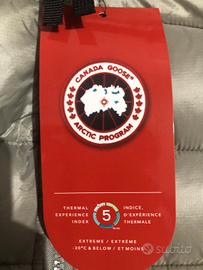 CANADA GOOSE
ARCTIC PROGRAM
THERMAL
EXPERIENCE
INDEX
5
INDICE
D'EXPÉRIENCE
THERMALE
EXTREME / EXTRÊME
-30°C & BELOW / ET MOINS
subito